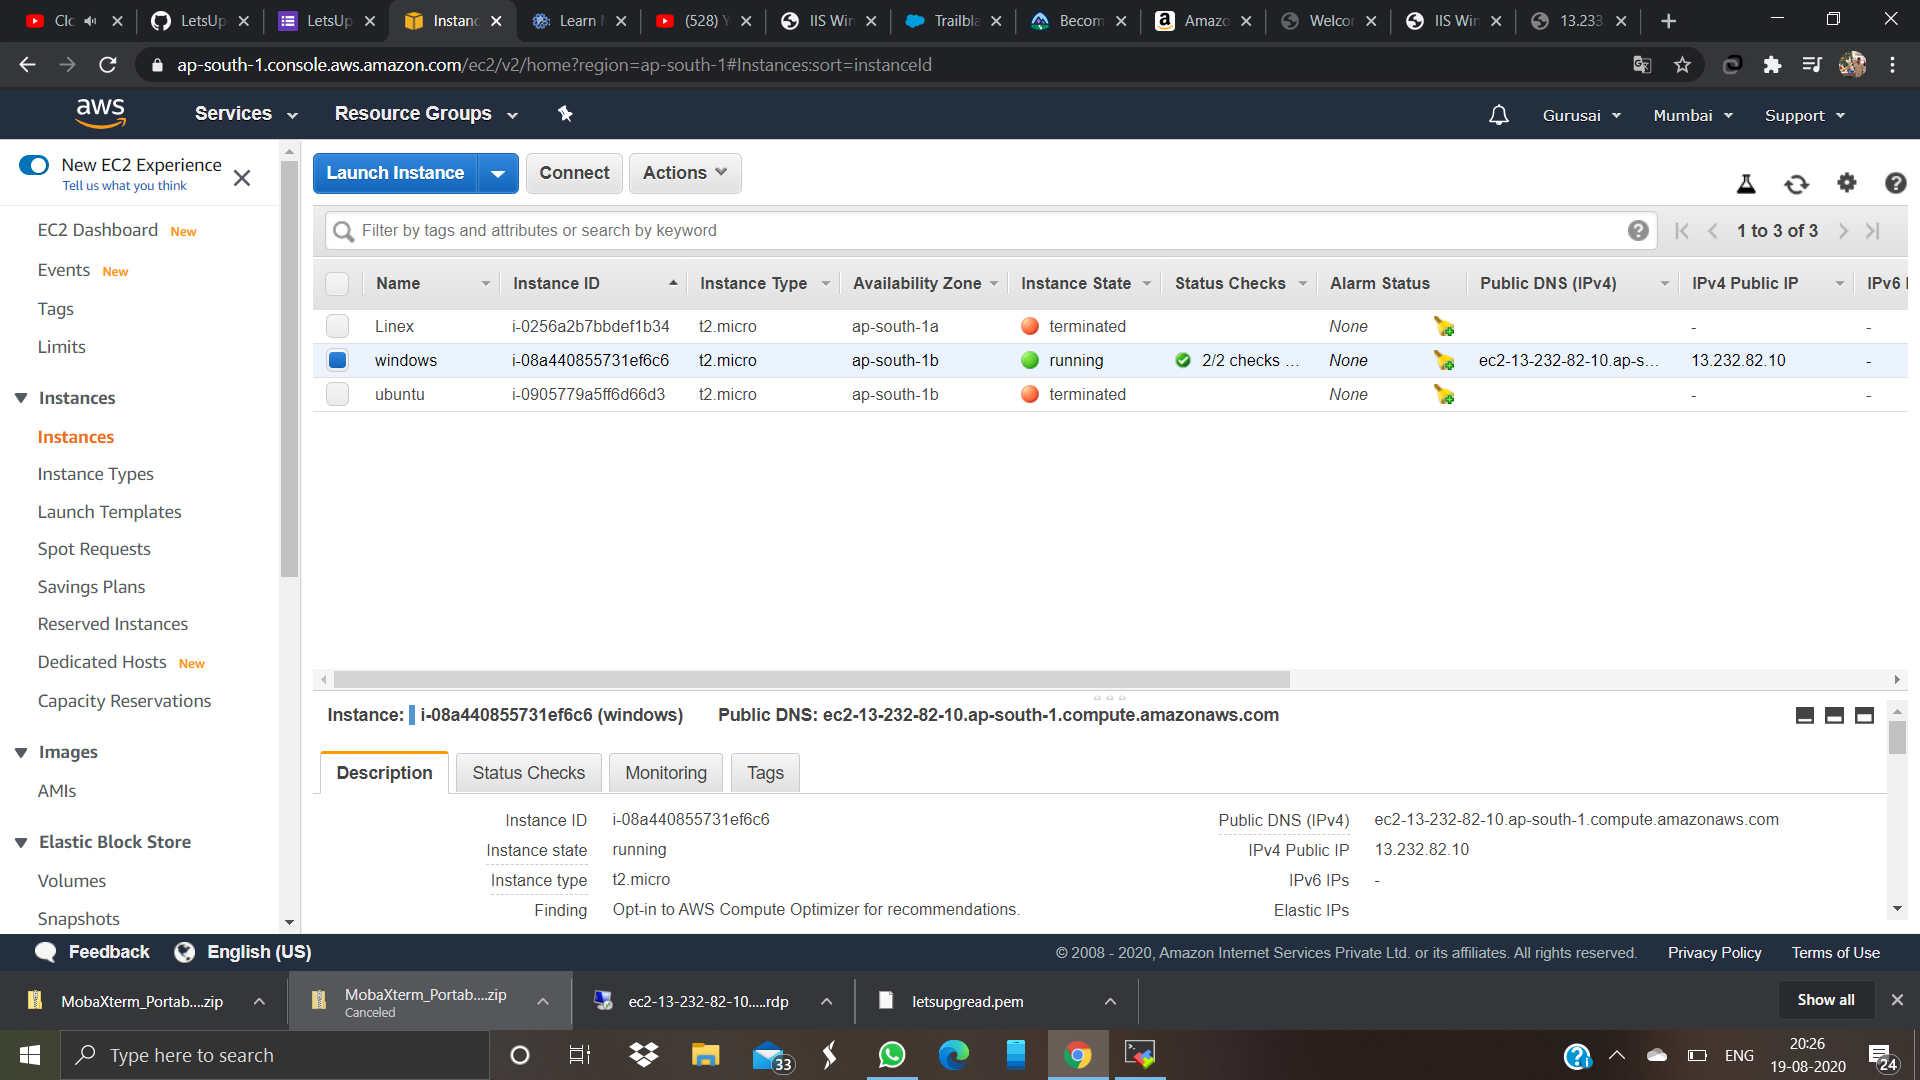 Clo
LetsUp
LetsUp
Instanc
Learn
(528) Y
IIS Win
Trailbla
Becom
Amazo
Welcor
IIS Win
13.233
ap-south-1.console.aws.amazon.com/ec2/v2/home?region=ap-south-1#Instances:sort=instanceId
aws
Services
Resource Groups
Gurusai
Mumbai
Support
New EC2 Experience
Tell us what you think
EC2 Dashboard New
Events New
Tags
Limits
Instances
Instances
Instance Types
Launch Templates
Spot Requests
Savings Plans
Reserved Instances
Dedicated Hosts New
Capacity Reservations
Images
AMIs
Elastic Block Store
Volumes
Snapshots
Launch Instance
Connect
Actions
Filter by tags and attributes or search by keyword
1 to 3 of 3
Name Instance ID Instance Type Availability Zone Instance State Status Checks Alarm Status Public DNS (IPv4) IPv4 Public IP IPv6 I
Linex i-0256a2b7bbdef1b34 t2.micro ap-south-1a terminated None - -
windows i-08a440855731ef6c6 t2.micro ap-south-1b running 2/2 checks ... None ec2-13-232-82-10.ap-s... 13.232.82.10 -
ubuntu i-0905779a5ff6d66d3 t2.micro ap-south-1b terminated None - -
Instance: i-08a440855731ef6c6 (windows) Public DNS: ec2-13-232-82-10.ap-south-1.compute.amazonaws.com
Description
Status Checks
Monitoring
Tags
Instance ID i-08a440855731ef6c6
Instance state running
Instance type t2.micro
Finding Opt-in to AWS Compute Optimizer for recommendations.
Public DNS (IPv4) ec2-13-232-82-10.ap-south-1.compute.amazonaws.com
IPv4 Public IP 13.232.82.10
IPv6 IPs -
Elastic IPs
Feedback
English (US)
© 2008 - 2020, Amazon Internet Services Private Ltd. or its affiliates. All rights reserved.
Privacy Policy
Terms of Use
MobaXterm_Portab....zip
MobaXterm_Portab....zip
Canceled
ec2-13-232-82-10.....rdp
letsupgread.pem
Show all
Type here to search
33
ENG
20:26
19-08-2020
24